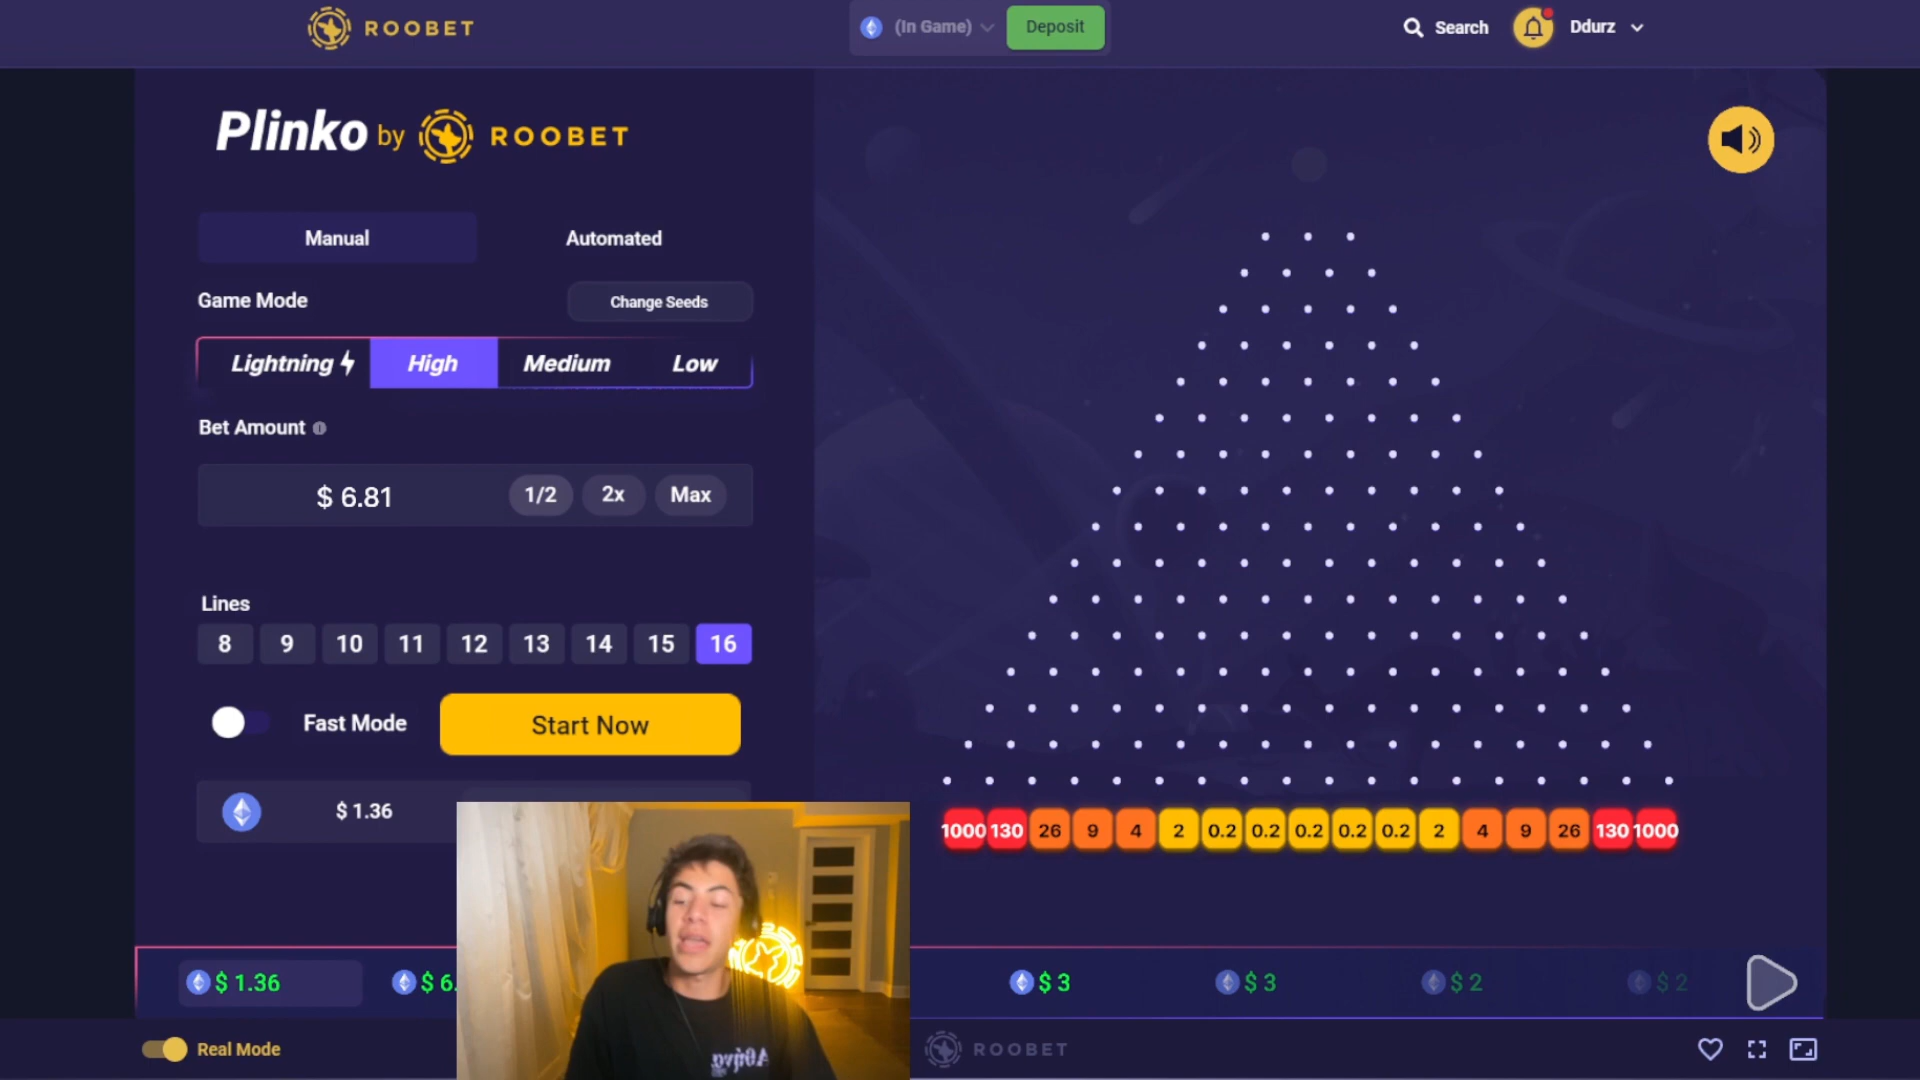 ROOBET
(In Game)
Deposit
Search
Ddurz
Plinko by ROOBET
Manual
Automated
Game Mode
Change Seeds
Lightning
High
Medium
Low
Bet Amount
$ 6.81
1/2
2x
Max
Lines
8 9 10 11 12 13 14 15 16
Fast Mode
Start Now
$ 1.36
1000 130 26 9 4 2 0.2 0.2 0.2 0.2 0.2 2 4 9 26 130 1000
$ 1.36
$ 6.
$ 3
$ 3
$ 2
$ 2
Real Mode
ROOBET